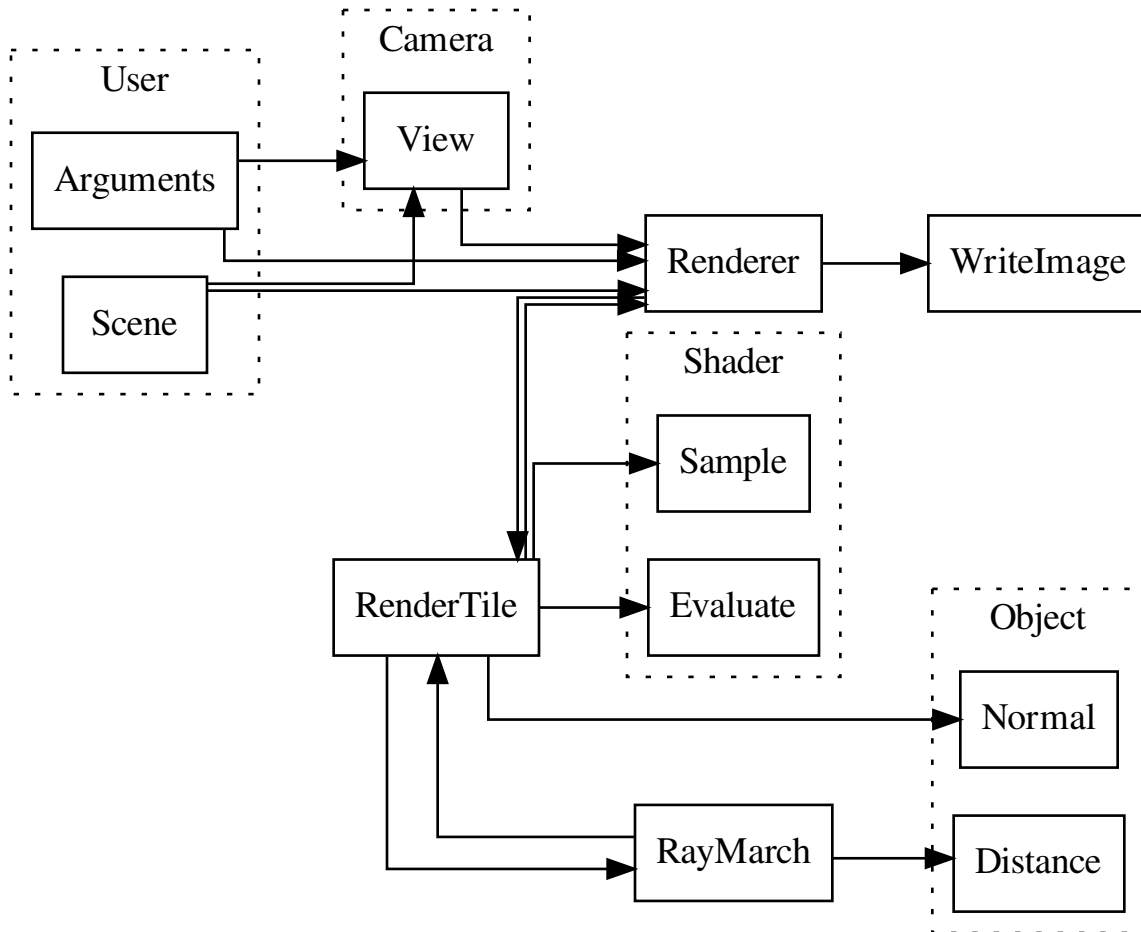 Camera
User
View
Arguments
Renderer
WriteImage
Scene
Shader
Sample
RenderTile
Evaluate
Object
Normal
RayMarch
Distance